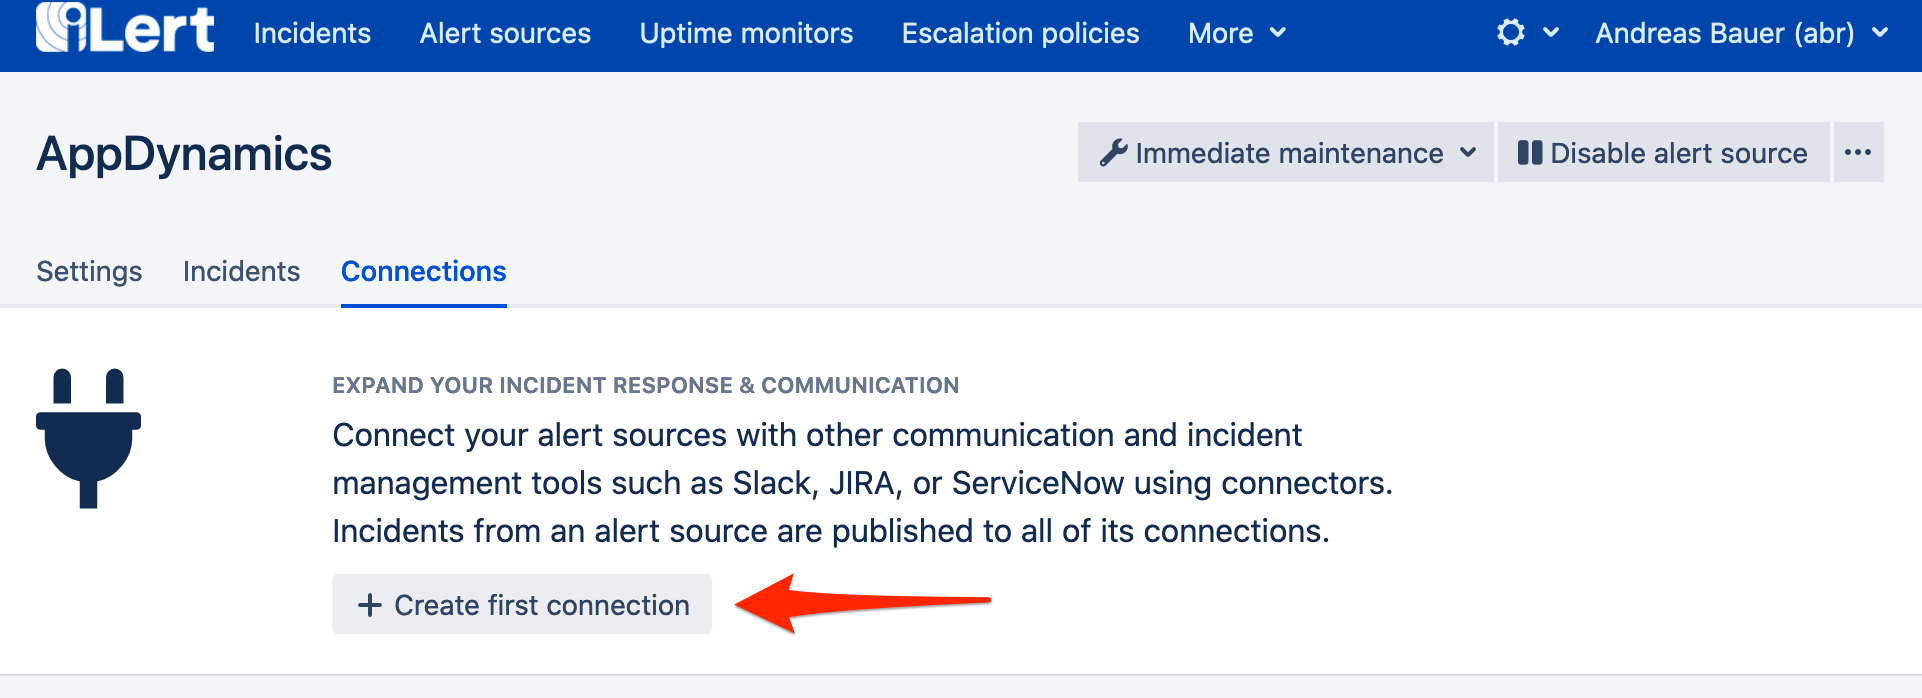 iLert Incidents Alert sources Uptime monitors Escalation policies More Andreas Bauer (abr)
AppDynamics
Immediate maintenance Disable alert source
Settings Incidents Connections
EXPAND YOUR INCIDENT RESPONSE & COMMUNICATION
Connect your alert sources with other communication and incident
management tools such as Slack, JIRA, or ServiceNow using connectors.
Incidents from an alert source are published to all of its connections.
+ Create first connection